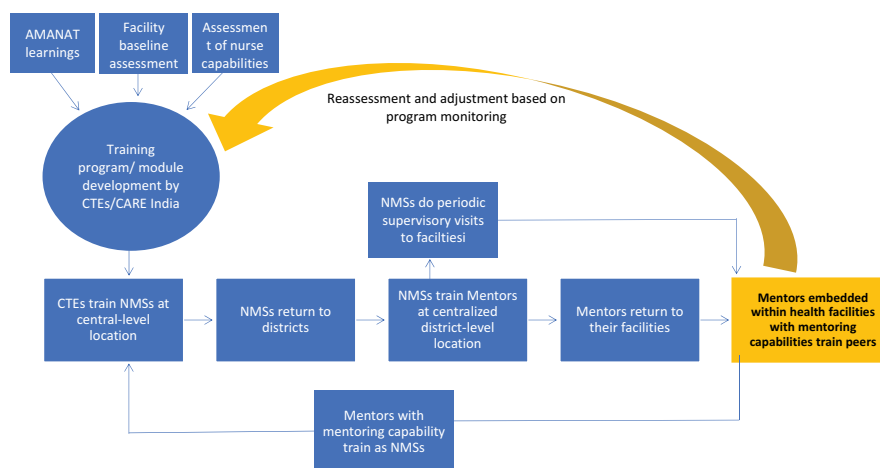 AMANAT
learnings
Facility
baseline
assessment
Assessmen
t of nurse
capabilities
Reassessment and adjustment based on
program monitoring
Training
program/ module
development by
CTEs/CARE India
NMSs do periodic
supervisory visits
to faciltiesi
CTEs train NMSs at
central-level
location
NMSs return to
districts
NMSs train Mentors
at centralized
district-level
location
Mentors return to
their facilities
Mentors embedded
within health facilities
with mentoring
capabilities train peers
Mentors with
mentoring capability
train as NMSs